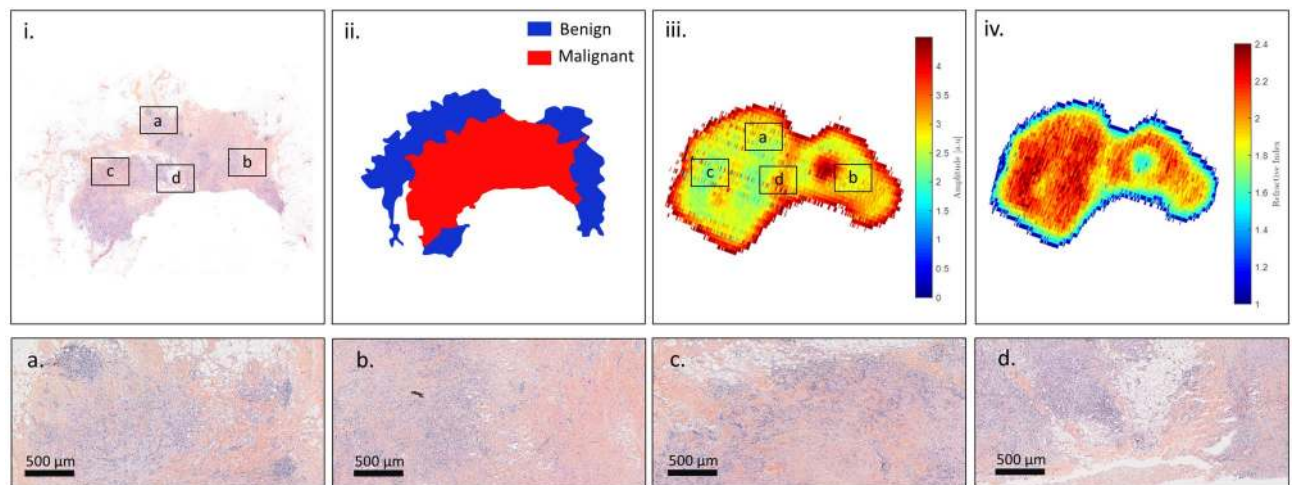 i.
a
b
c
d
ii.
Benign
Malignant
iii.
a
b
c
d
4
3.5
3
2.5
2
1.5
1
0.5
0
Amplitude [a.u]
iv.
2.4
2.2
2
1.8
1.6
1.4
1.2
1
Refractive Index
a.
500 µm
b.
500 µm
c.
500 µm
d.
500 µm